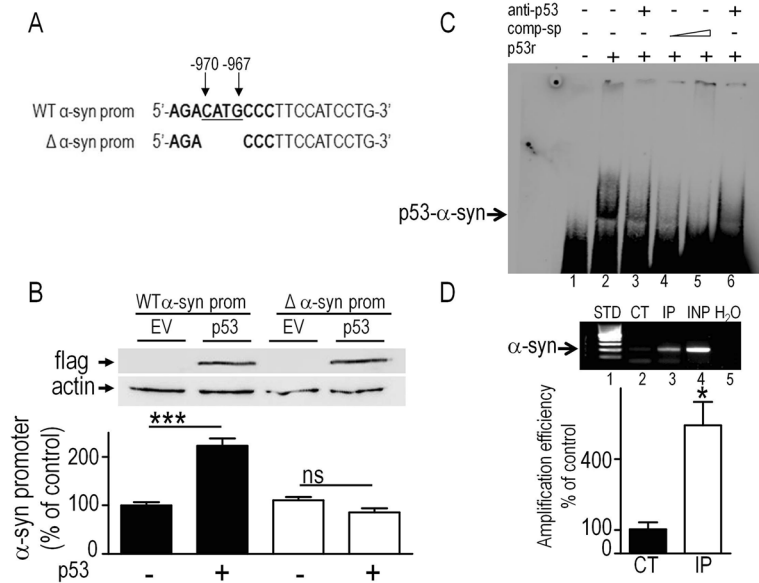 A
-970 -967
WT α-syn prom 5'-AGACATGCCCTTCCATCCTG-3'
Δ α-syn prom 5'-AGA CCCTTCCATCCTG-3'
B
WTα-syn prom Δ α-syn prom
EV p53 EV p53
flag
actin
*** ns
α-syn promoter
(% of control)
200
100
0
p53 - + - +
C
anti-p53 - - + - - +
comp-sp - - - -
p53r - + + + + +
p53-α-syn
1 2 3 4 5 6
D
STD CT IP INP H₂O
α-syn
1 2 3 4 5
*
Amplification efficiency
% of control
400
100
0
CT IP